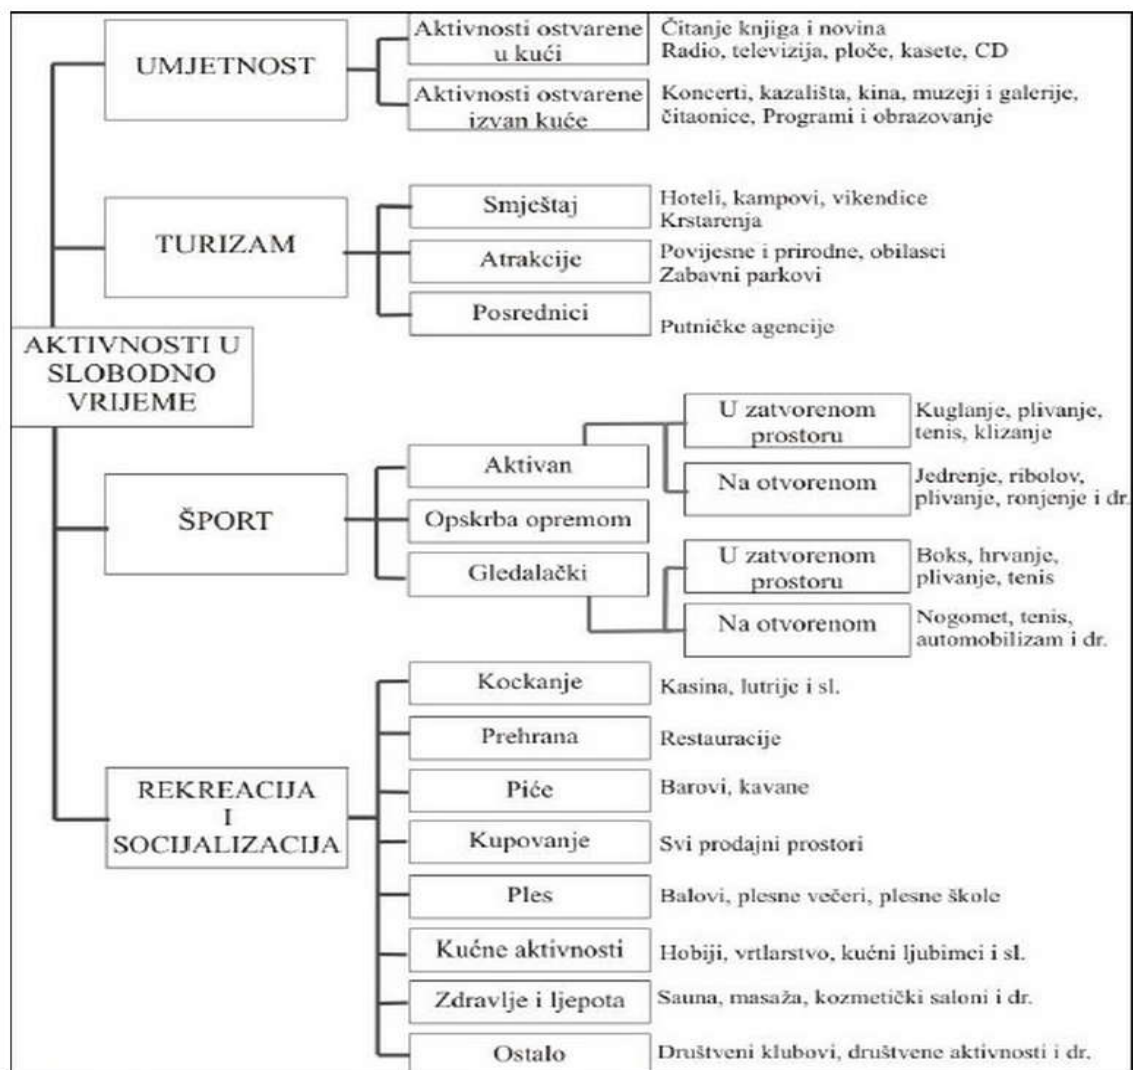 UMJETNOST
Aktivnosti ostvarene
u kući
Čitanje knjiga i novina
Radio, televizija, ploče, kasete, CD
Aktivnosti ostvarene
izvan kuće
Koncerti, kazališta, kina, muzeji i galerije,
čitaonice, Programi i obrazovanje
TURIZAM
Smještaj
Hoteli, kampovi, vikendice
Krstarenja
Atrakcije
Povijesne i prirodne, obilasci
Zabavni parkovi
Posrednici
Putničke agencije
AKTIVNOSTI U
SLOBODNO
VRIJEME
ŠPORT
Aktivan
U zatvorenom
prostoru
Kuglanje, plivanje,
tenis, klizanje
Na otvorenom
Jedrenje, ribolov,
plivanje, ronjenje i dr.
Opskrba opremom
Gledalački
U zatvorenom
prostoru
Boks, hrvanje,
plivanje, tenis
Na otvorenom
Nogomet, tenis,
automobilizam i dr.
REKREACIJA
I
SOCIJALIZACIJA
Kockanje
Kasina, lutrije i sl.
Prehrana
Restauracije
Piće
Barovi, kavane
Kupovanje
Svi prodajni prostori
Ples
Balovi, plesne večeri, plesne škole
Kućne aktivnosti
Hobiji, vrtlarstvo, kućni ljubimci i sl.
Zdravlje i ljepota
Sauna, masaža, kozmetički saloni i dr.
Ostalo
Društveni klubovi, društvene aktivnosti i dr.